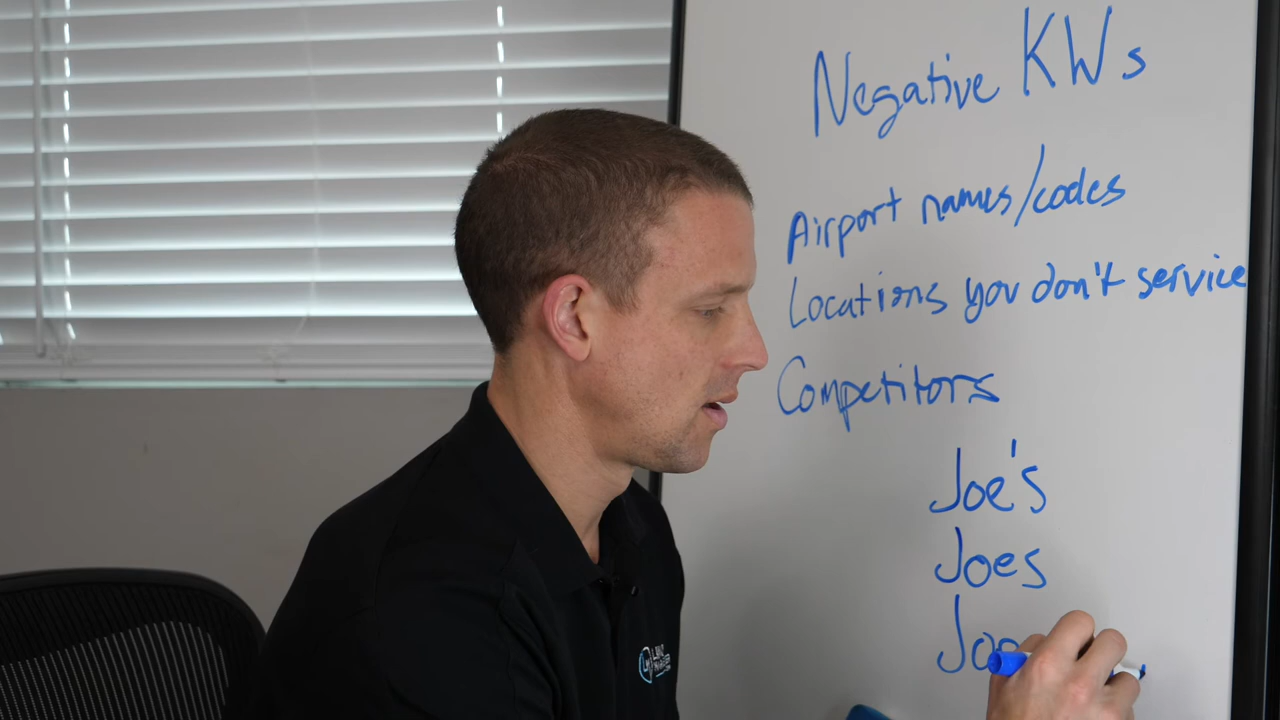 Negative KWs
Airport names/codes
Locations you don't service
Competitors
Joe's
Joes
Joe